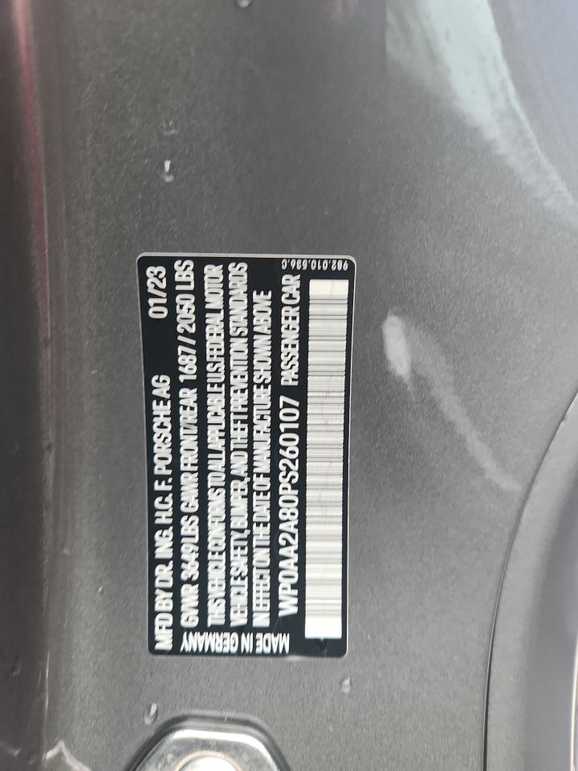 MFD BY DR. ING. H.C. F. PORSCHE AG 01/23
GVWR 3649 LBS GAWR FRONT/REAR 1687 / 2050 LBS
THIS VEHICLE CONFORMS TO ALL APPLICABLE U.S FEDERAL MOTOR
VEHICLE SAFETY, BUMPER, AND THEFT PREVENTION STANDARDS
IN EFFECT ON THE DATE OF MANUFACTURE SHOWN ABOVE
WP0AA2A80PS260107 PASSENGER CAR
MADE IN GERMANY
982.010.536.C